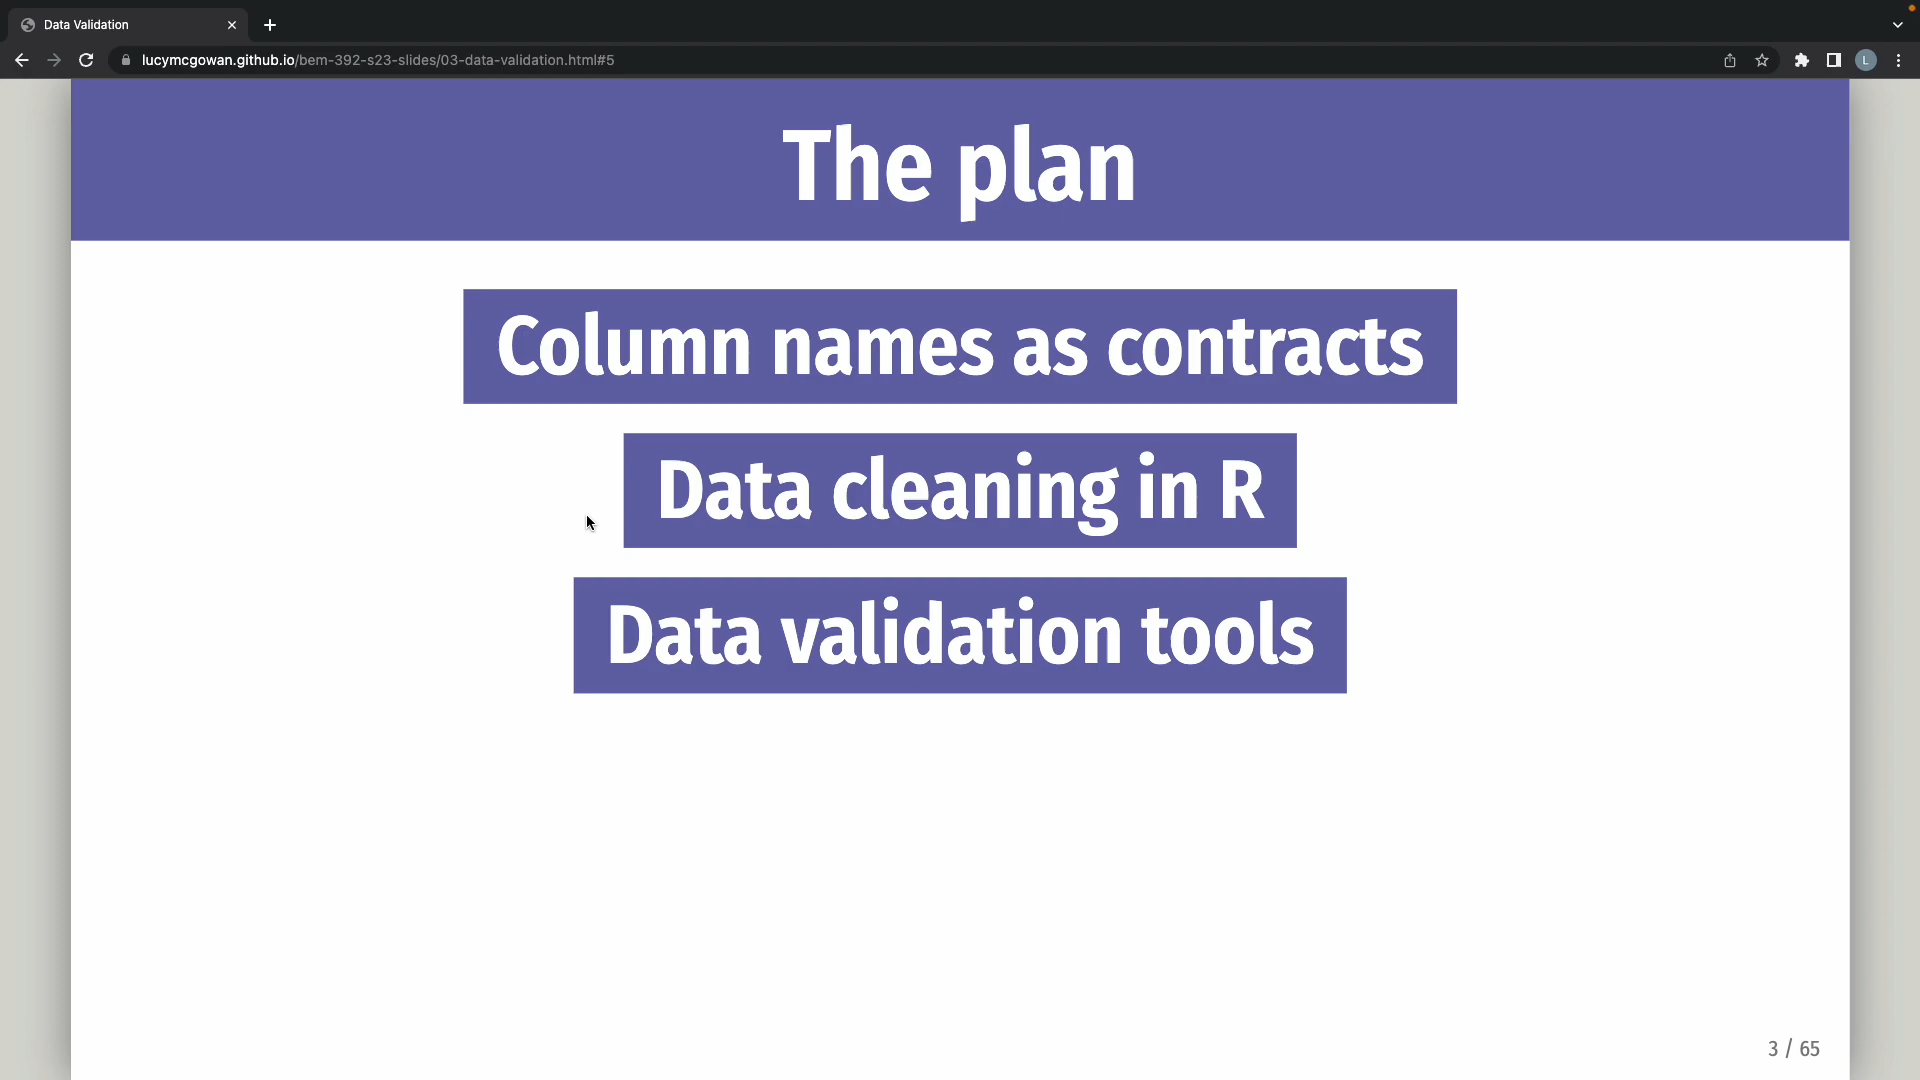 Data Validation
lucymcgowan.github.io/bem-392-s23-slides/03-data-validation.html#5
L
The plan
Column names as contracts
Data cleaning in R
Data validation tools
3 / 65